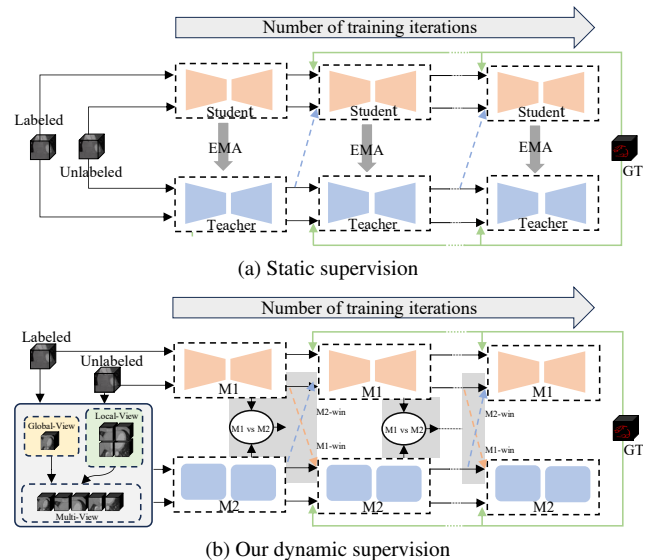 Number of training iterations
Student
Student
Student
Labeled
EMA
EMA
EMA
Unlabeled
GT
Teacher
Teacher
Teacher
(a) Static supervision
Number of training iterations
Labeled
Unlabeled
M1
M1
M1
Global-View
Local-View
M1 vs M2
M2-win
M1-win
M1 vs M2
M2-win
M1-win
GT
Multi-View
M2
M2
M2
(b) Our dynamic supervision